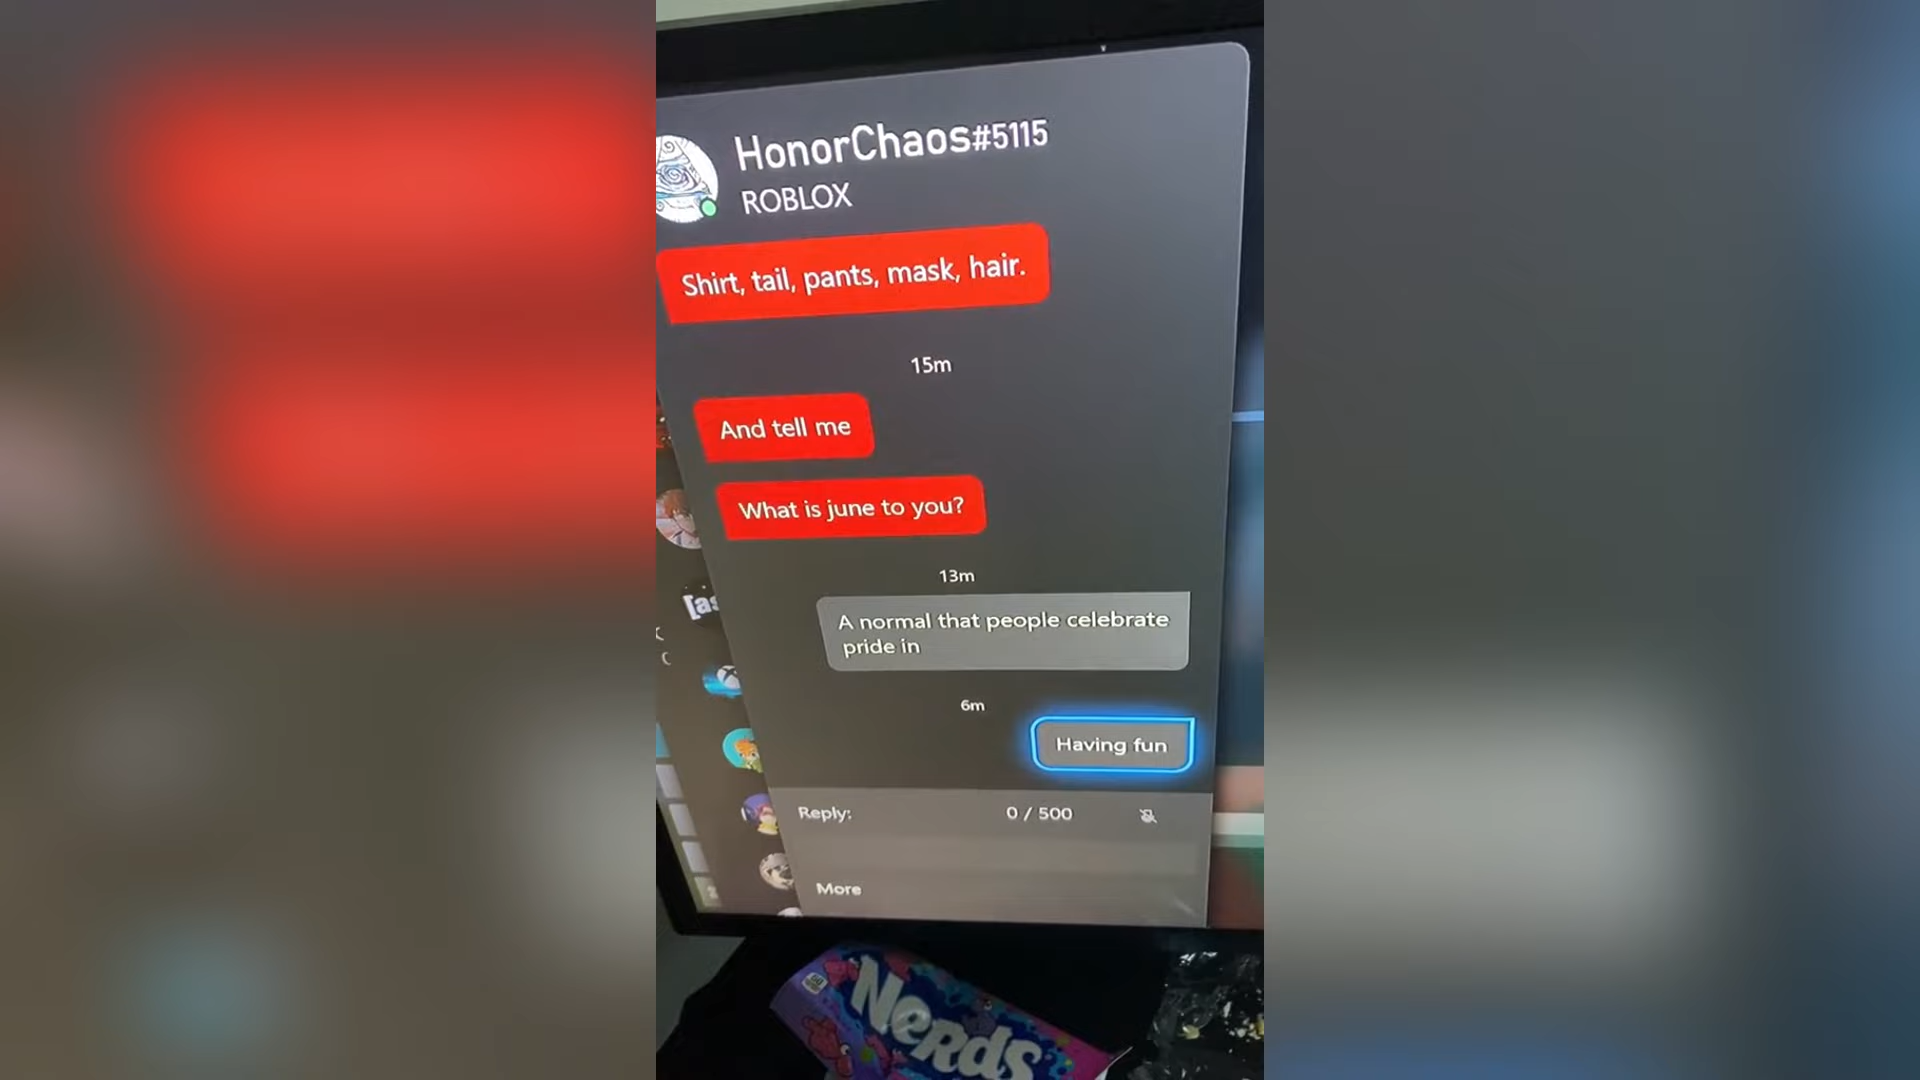 HonorChaos#5115
ROBLOX
Shirt, tail, pants, mask, hair.
15m
And tell me
What is june to you?
13m
A normal that people celebrate
pride in
6m
[as
Having fun
Reply:
0 / 500
More
Nerds